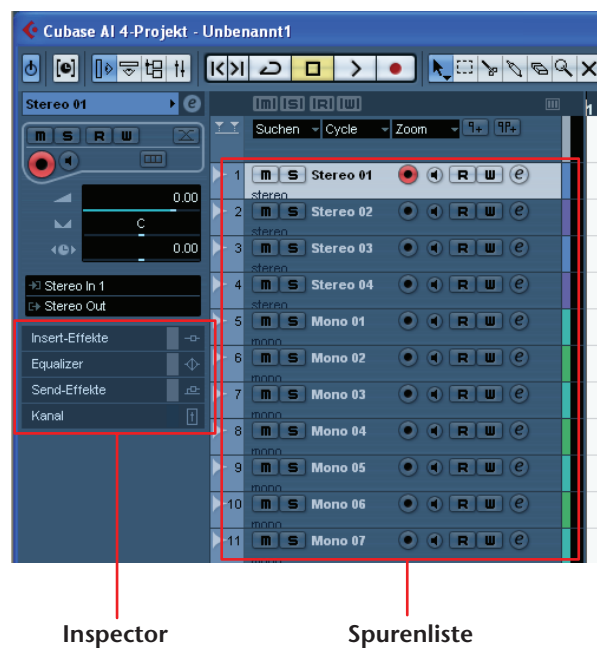 Cubase AI 4-Projekt - Unbenannt1
Stereo 01
e
m S R W
0.00
C
0.00
Stereo In 1
Stereo Out
Insert-Effekte
Equalizer
Send-Effekte
Kanal
[m] [S] [R] [W]
Suchen Cycle Zoom
1 m S Stereo 01 R W e
stereo
2 m S Stereo 02 R W e
stereo
3 m S Stereo 03 R W e
stereo
4 m S Stereo 04 R W e
stereo
5 m S Mono 01 R W e
mono
6 m S Mono 02 R W e
mono
7 m S Mono 03 R W e
mono
8 m S Mono 04 R W e
mono
9 m S Mono 05 R W e
mono
10 m S Mono 06 R W e
mono
11 m S Mono 07 R W e
1
Inspector
Spurenliste